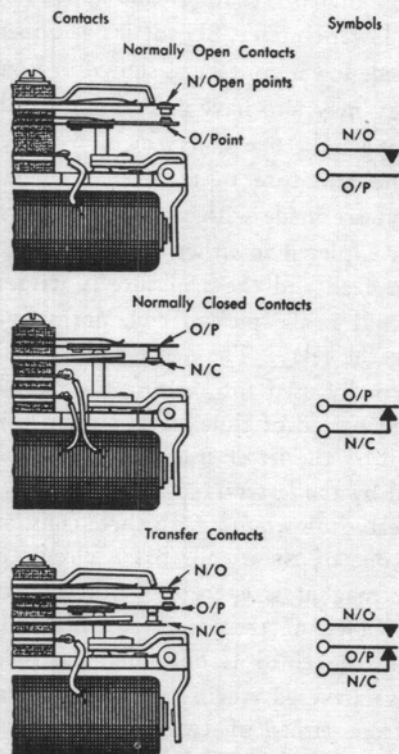 Contacts Symbols
Normally Open Contacts
N/Open points
O/Point
N/O
O/P
Normally Closed Contacts
O/P
N/C
O/P
N/C
Transfer Contacts
N/O
O/P
N/C
N/O
O/P
N/C